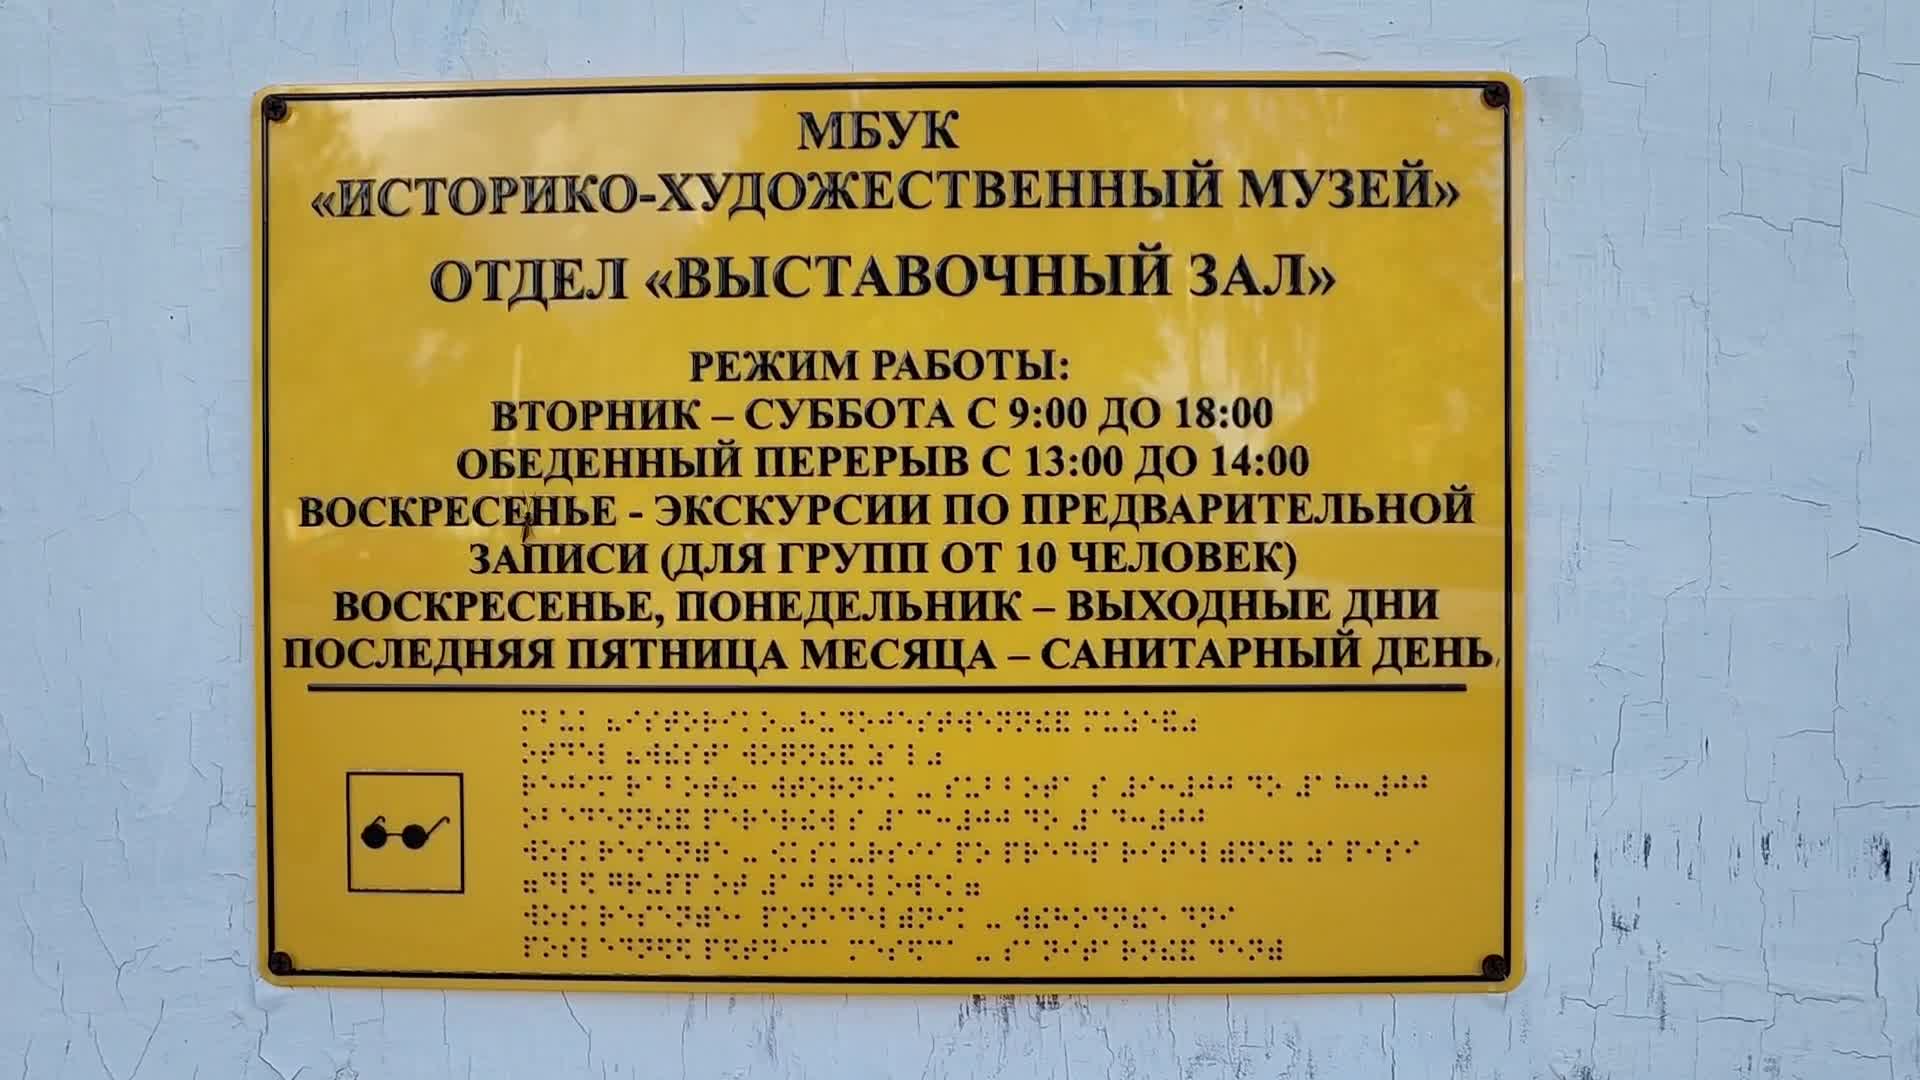 МБУК
«ИСТОРИКО-ХУДОЖЕСТВЕННЫЙ МУЗЕЙ»
ОТДЕЛ «ВЫСТАВОЧНЫЙ ЗАЛ»
РЕЖИМ РАБОТЫ:
ВТОРНИК – СУББОТА С 9:00 ДО 18:00
ОБЕДЕННЫЙ ПЕРЕРЫВ С 13:00 ДО 14:00
ВОСКРЕСЕНЬЕ - ЭКСКУРСИИ ПО ПРЕДВАРИТЕЛЬНОЙ
ЗАПИСИ (ДЛЯ ГРУПП ОТ 10 ЧЕЛОВЕК)
ВОСКРЕСЕНЬЕ, ПОНЕДЕЛЬНИК – ВЫХОДНЫЕ ДНИ
ПОСЛЕДНЯЯ ПЯТНИЦА МЕСЯЦА – САНИТАРНЫЙ ДЕНЬ